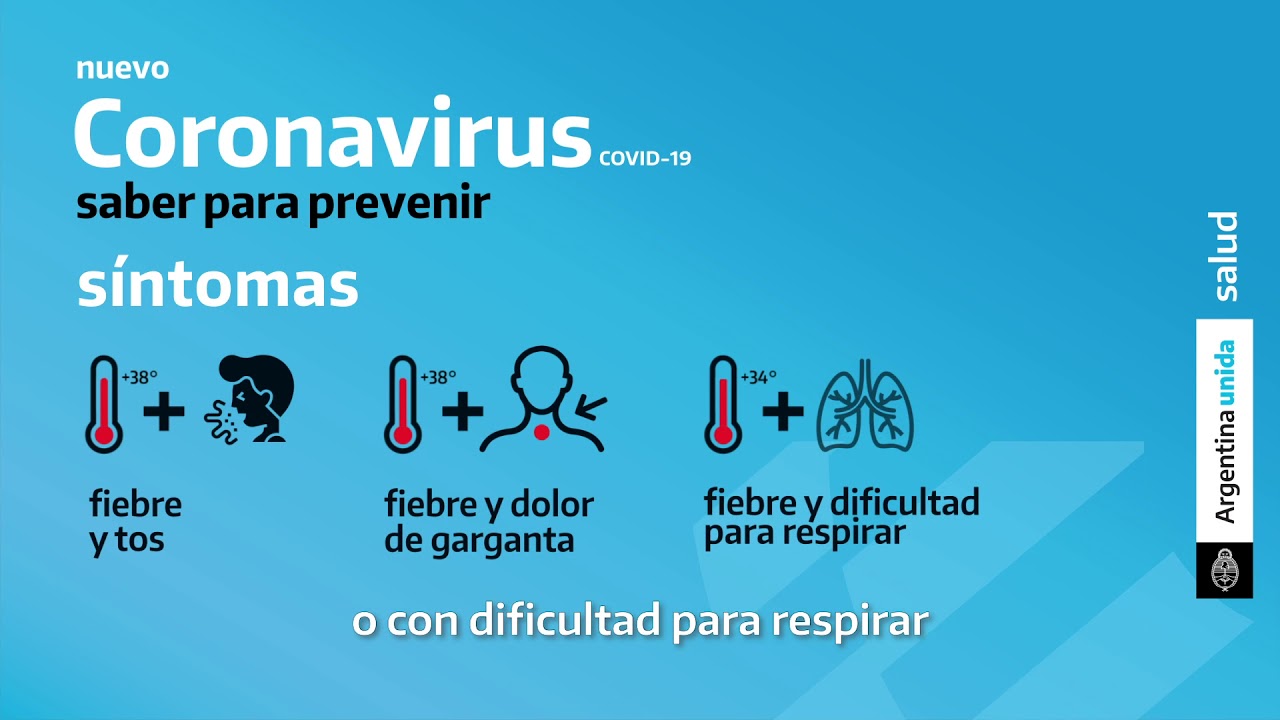 nuevo
Coronavirus COVID-19
saber para prevenir
síntomas
+38°
+38°
+34°
fiebre
y tos
fiebre y dolor
de garganta
fiebre y dificultad
para respirar
o con dificultad para respirar
salud
Argentina unida